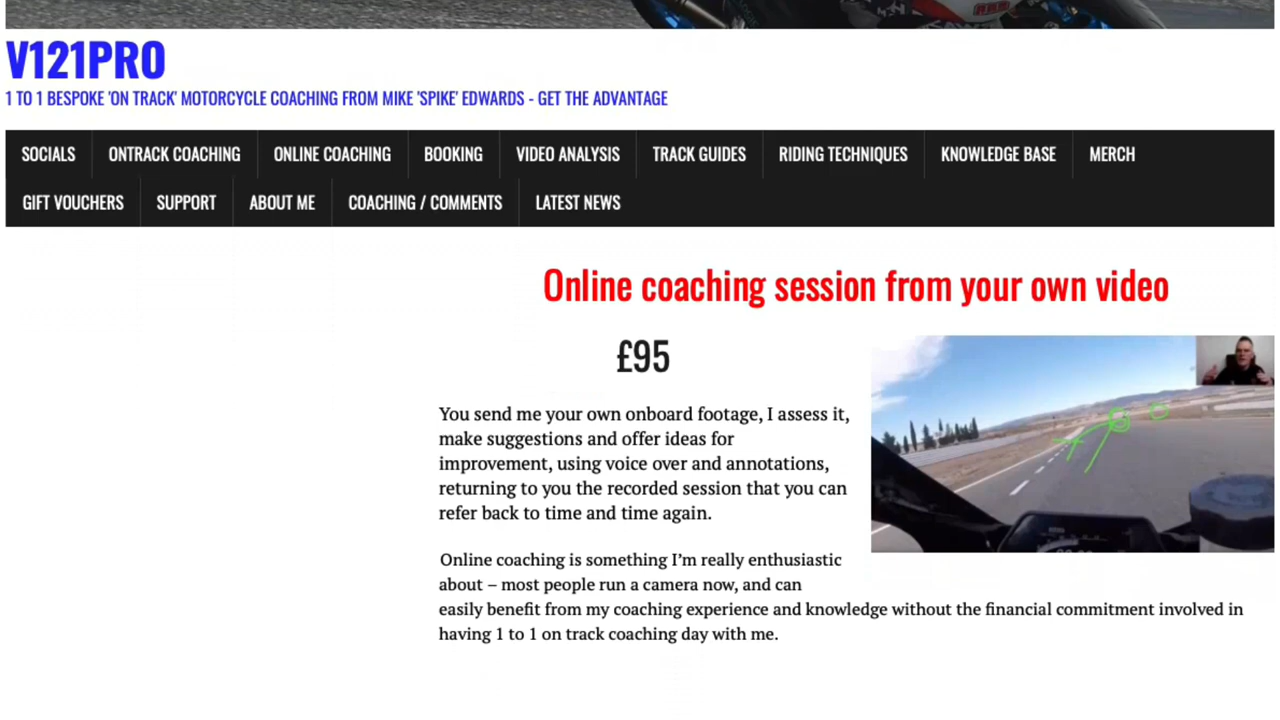 V121PRO
1 TO 1 BESPOKE 'ON TRACK' MOTORCYCLE COACHING FROM MIKE 'SPIKE' EDWARDS - GET THE ADVANTAGE
SOCIALS ONTRACK COACHING ONLINE COACHING BOOKING VIDEO ANALYSIS TRACK GUIDES RIDING TECHNIQUES KNOWLEDGE BASE MERCH
GIFT VOUCHERS SUPPORT ABOUT ME COACHING / COMMENTS LATEST NEWS
Online coaching session from your own video
£95
You send me your own onboard footage, I assess it,
make suggestions and offer ideas for
improvement, using voice over and annotations,
returning to you the recorded session that you can
refer back to time and time again.
Online coaching is something I’m really enthusiastic
about – most people run a camera now, and can
easily benefit from my coaching experience and knowledge without the financial commitment involved in
having 1 to 1 on track coaching day with me.